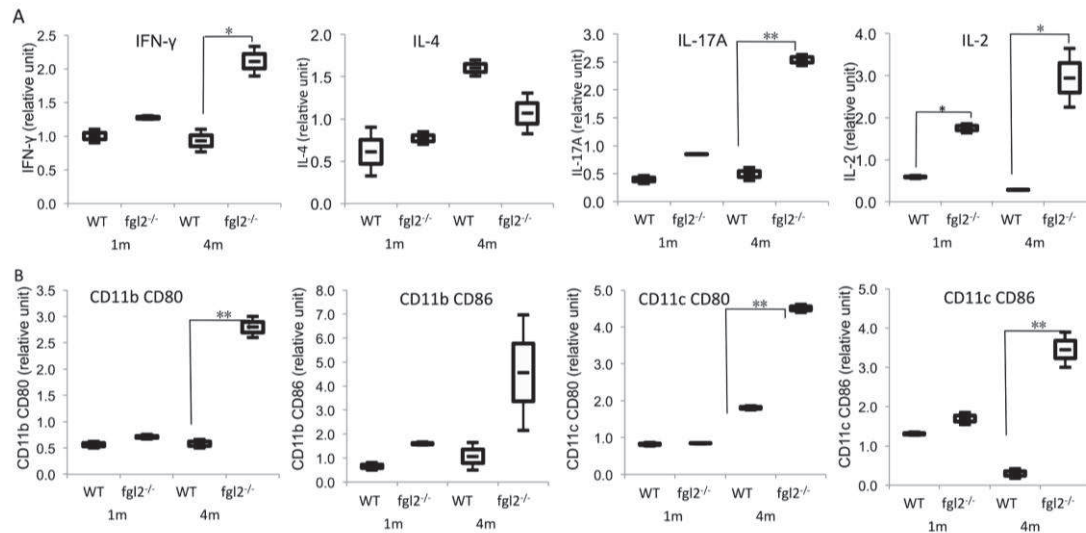 A
IFN-γ
IFN-γ (relative unit)
2.5
2.0
1.5
1.0
0.5
0.0
*
WT fgl2-/- WT fgl2-/-
1m 4m
IL-4
IL-4 (relative unit)
2.0
1.5
1.0
0.5
0.0
WT fgl2-/- WT fgl2-/-
1m 4m
IL-17A
IL-17A (relative unit)
3.0
2.5
2.0
1.5
1.0
0.5
0.0
**
WT fgl2-/- WT fgl2-/-
1m 4m
IL-2
IL-2 (relative unit)
4.0
3.0
2.0
1.0
0.0
*
*
WT fgl2-/- WT fgl2-/-
1m 4m
B
CD11b CD80
CD11b CD80 (relative unit)
3.5
3.0
2.5
2.0
1.5
1.0
0.5
0.0
**
WT fgl2-/- WT fgl2-/-
1m 4m
CD11b CD86
CD11b CD86 (relative unit)
8.0
7.0
6.0
5.0
4.0
3.0
2.0
1.0
0.0
WT fgl2-/- WT fgl2-/-
1m 4m
CD11c CD80
CD11c CD80 (relative unit)
5.0
4.0
3.0
2.0
1.0
0.0
**
WT fgl2-/- WT fgl2-/-
1m 4m
CD11c CD86
CD11c CD86 (relative unit)
5.0
4.0
3.0
2.0
1.0
0.0
**
WT fgl2-/- WT fgl2-/-
1m 4m